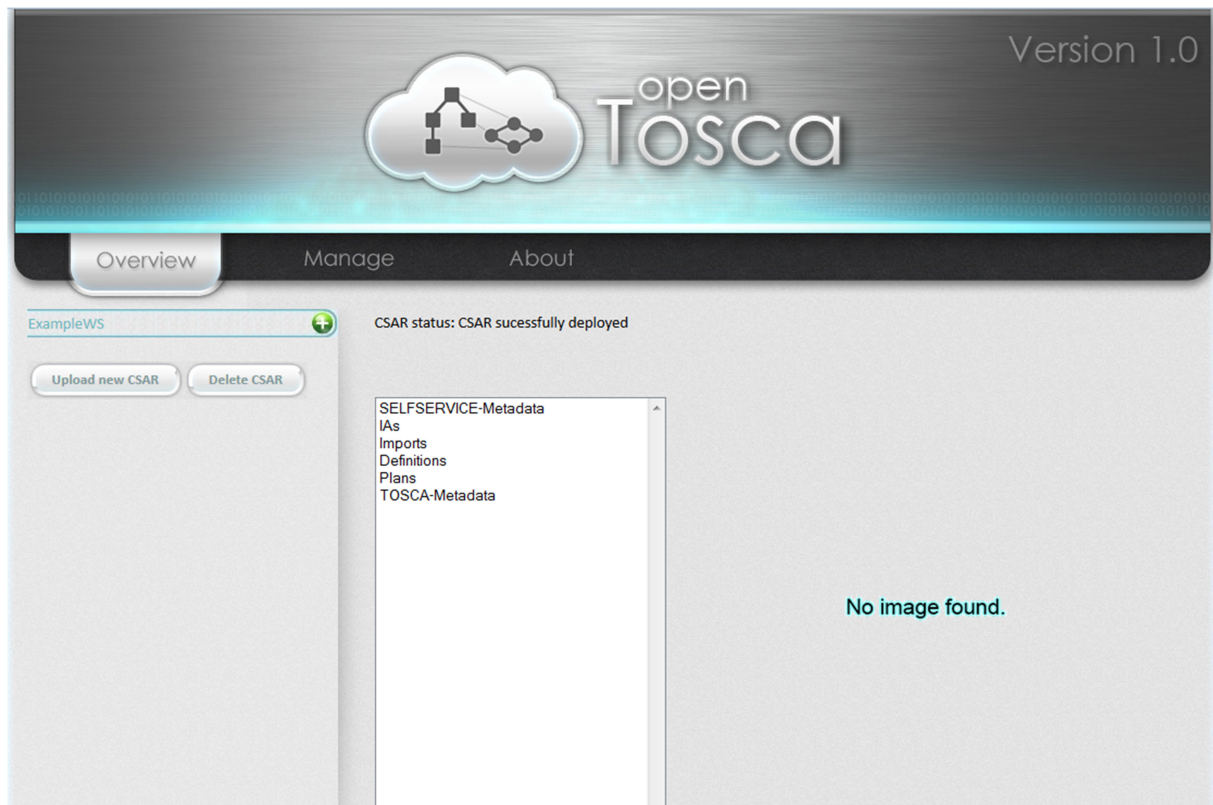 Version 1.0
open
Tosca
Overview Manage About
ExampleWS
CSAR status: CSAR sucessfully deployed
Upload new CSAR Delete CSAR
SELFSERVICE-Metadata
IAs
Imports
Definitions
Plans
TOSCA-Metadata
No image found.